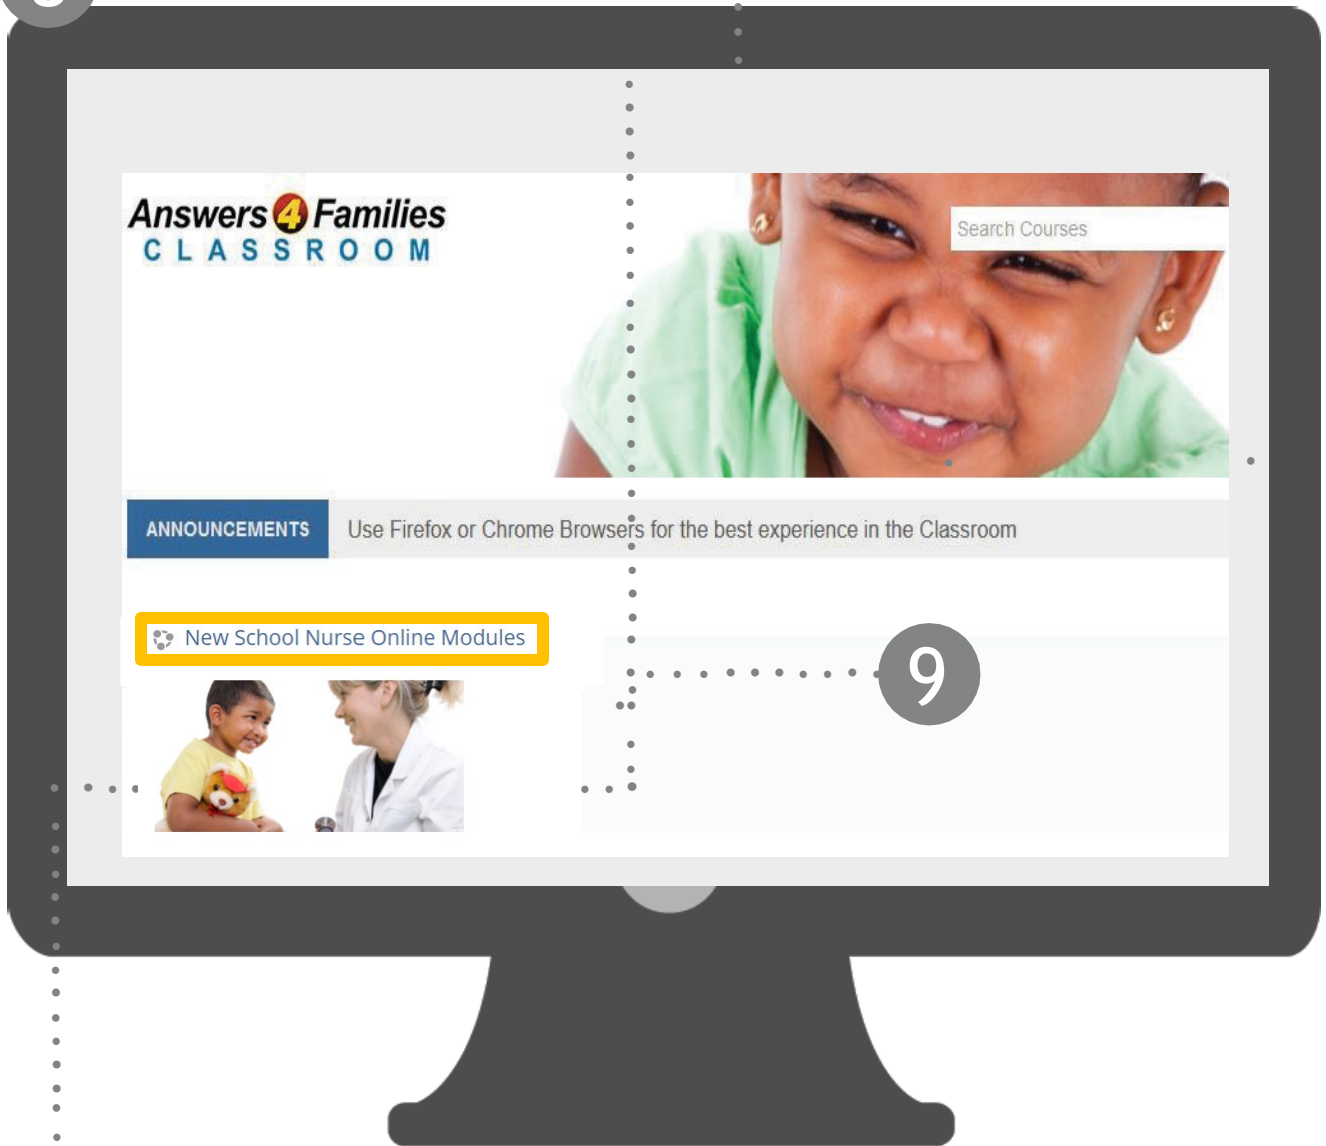 Answers 4 Families
CLASSROOM
Search Courses
ANNOUNCEMENTS Use Firefox or Chrome Browsers for the best experience in the Classroom
New School Nurse Online Modules
9